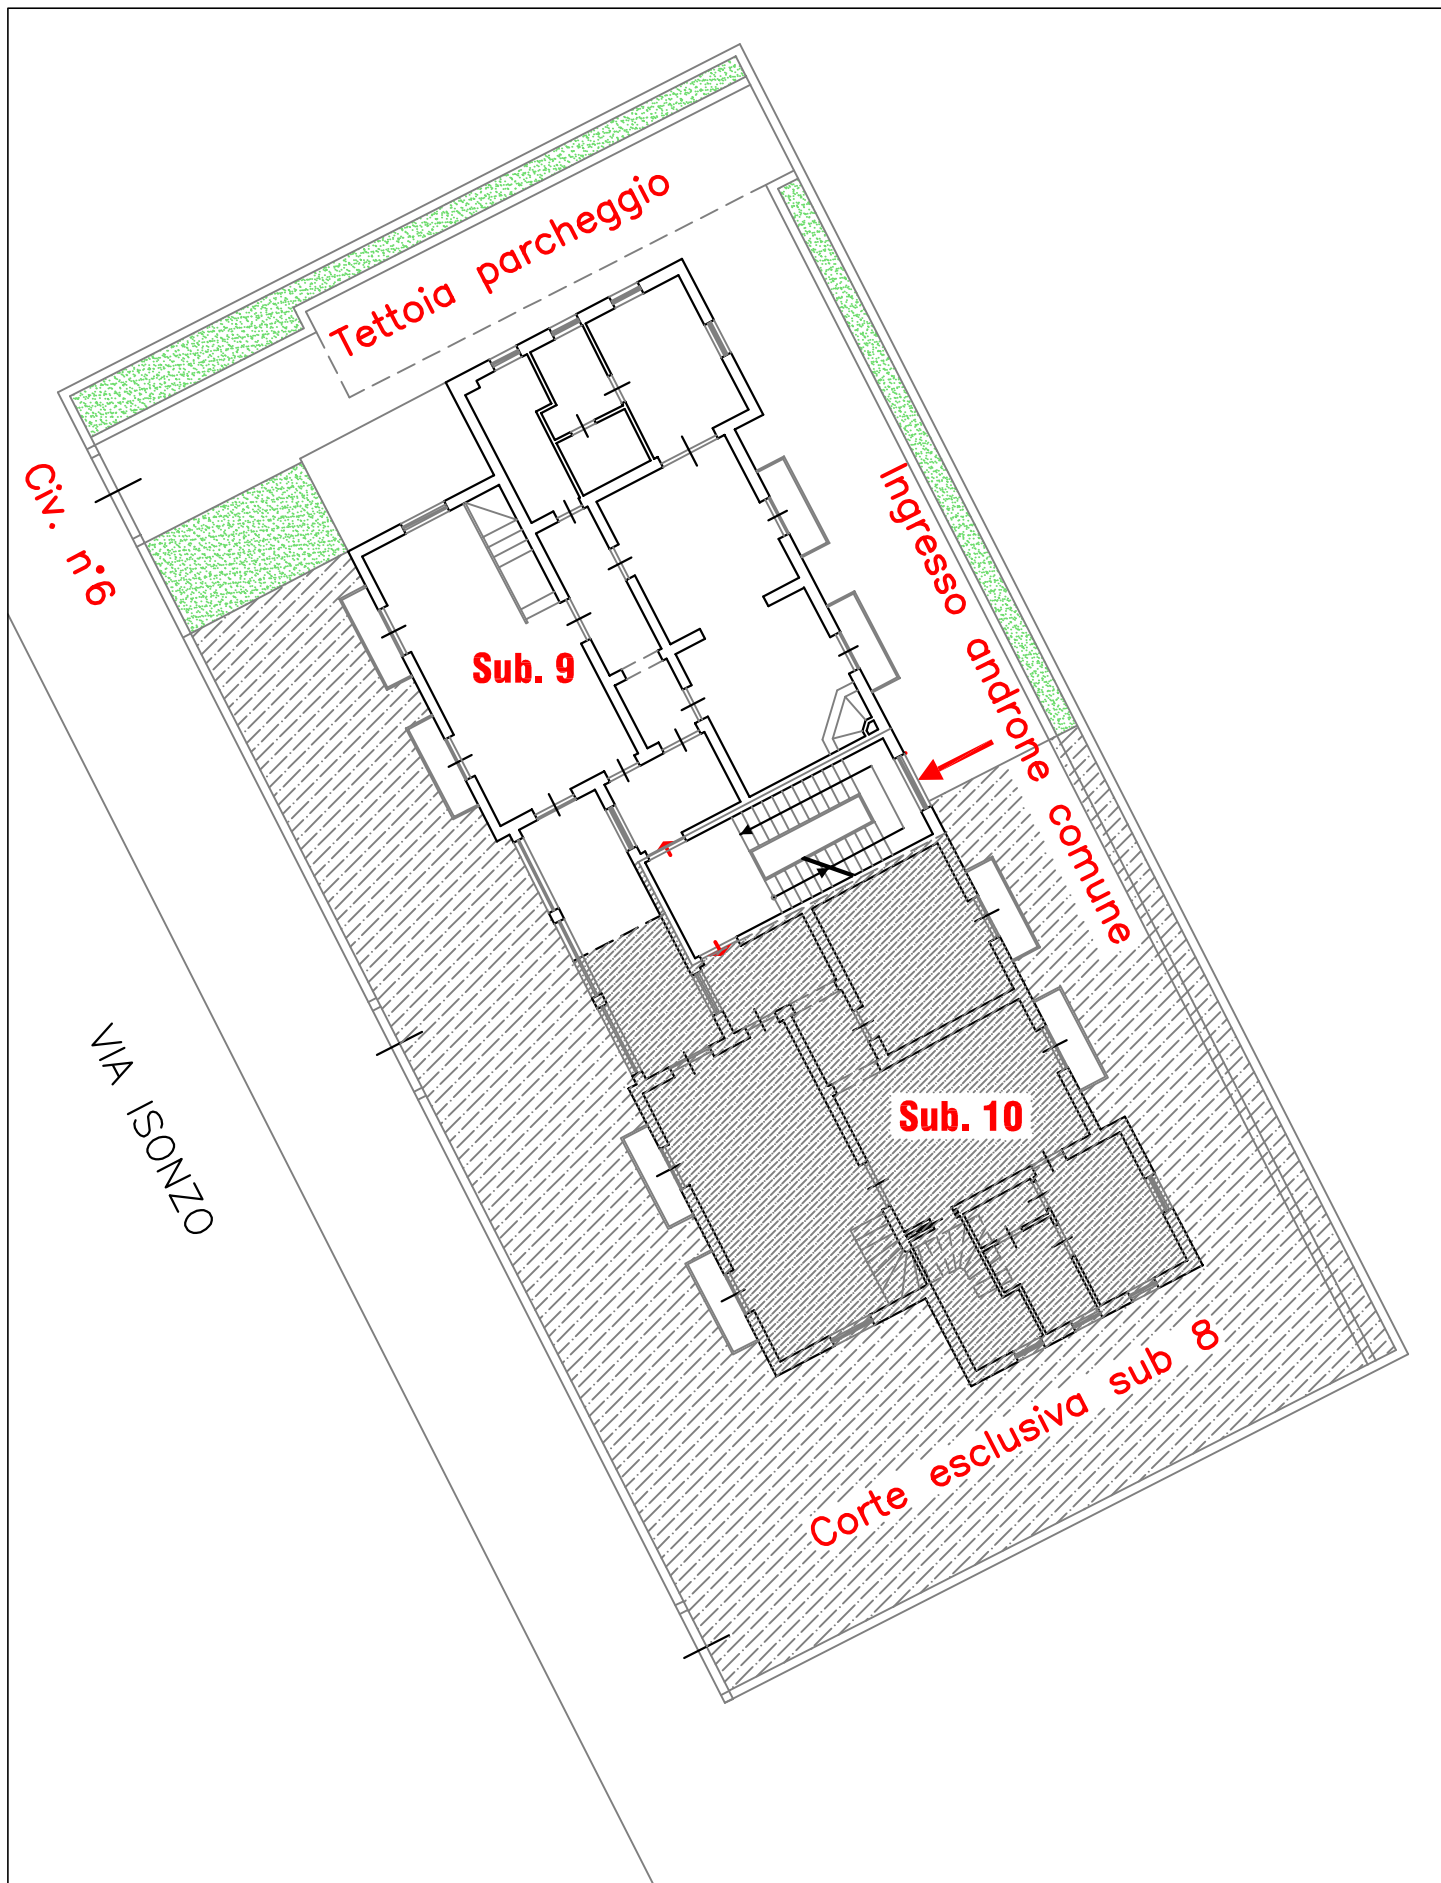 Tettoia parcheggio
Civ. n°6
Ingresso androne comune
Sub. 9
VIA ISONZO
Sub. 10
Corte esclusiva sub 8